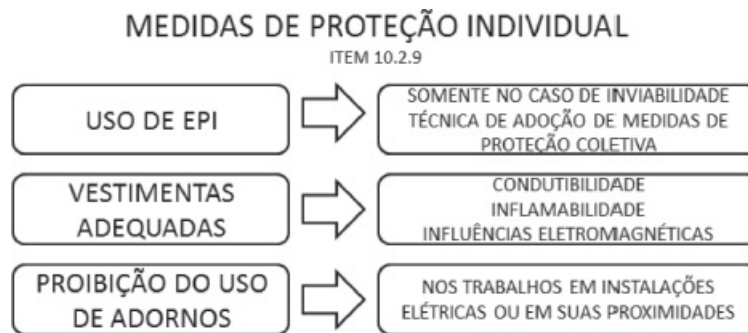 MEDIDAS DE PROTEÇÃO INDIVIDUAL
ITEM 10.2.9
USO DE EPI
SOMENTE NO CASO DE INVIABILIDADE
TÉCNICA DE ADOÇÃO DE MEDIDAS DE
PROTEÇÃO COLETIVA
VESTIMENTAS
ADEQUADAS
CONDUTIBILIDADE
INFLAMABILIDADE
INFLUÊNCIAS ELETROMAGNÉTICAS
PROIBIÇÃO DO USO
DE ADORNOS
NOS TRABALHOS EM INSTALAÇÕES
ELÉTRICAS OU EM SUAS PROXIMIDADES